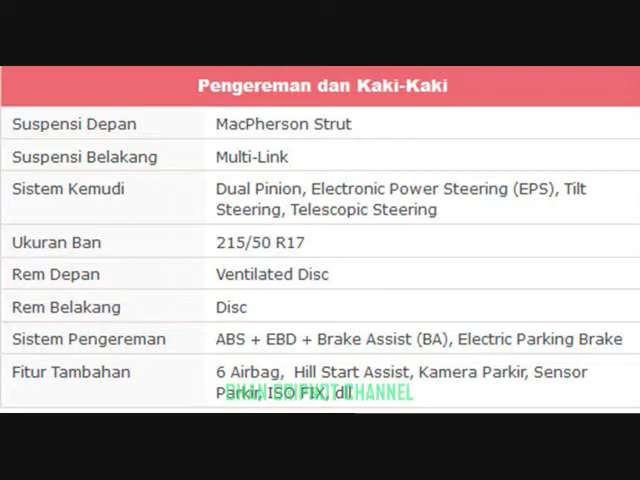 Pengereman dan Kaki-Kaki
Suspensi Depan MacPherson Strut
Suspensi Belakang Multi-Link
Sistem Kemudi Dual Pinion, Electronic Power Steering (EPS), Tilt
Steering, Telescopic Steering
Ukuran Ban 215/50 R17
Rem Depan Ventilated Disc
Rem Belakang Disc
Sistem Pengereman ABS + EBD + Brake Assist (BA), Electric Parking Brake
Fitur Tambahan 6 Airbag, Hill Start Assist, Kamera Parkir, Sensor
Parkir, ISO FIX, dll
CHANNEL